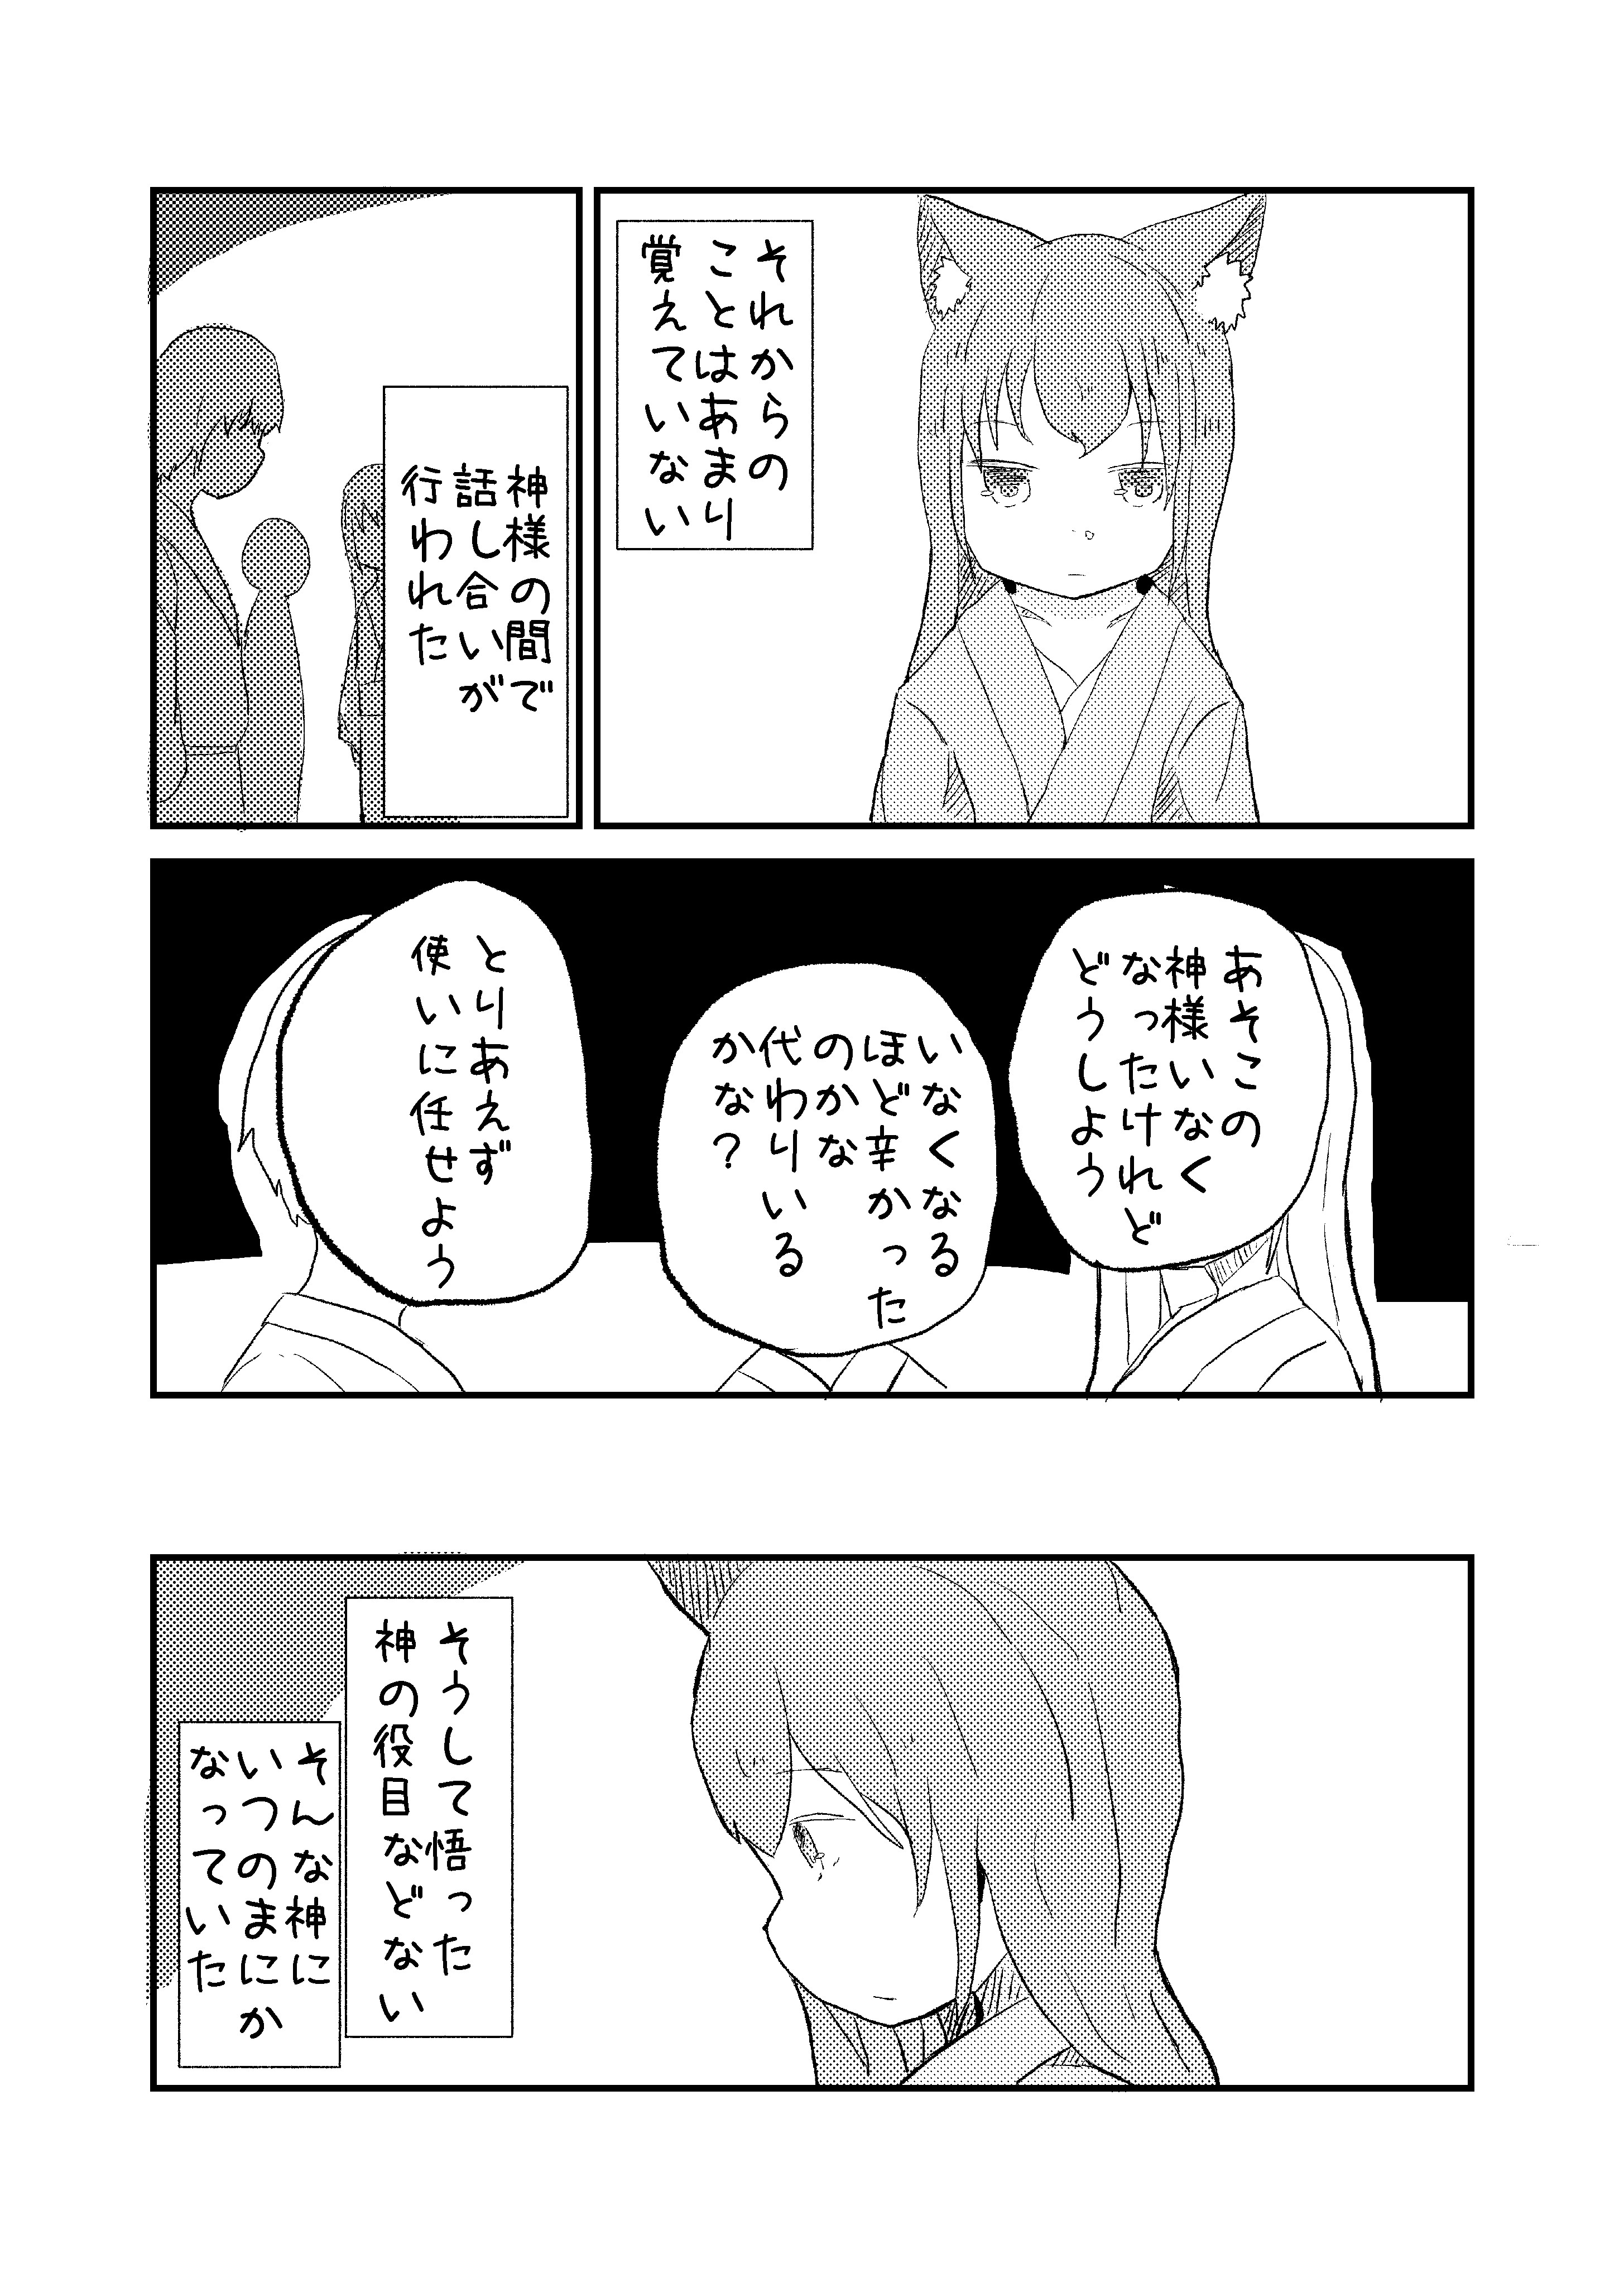 それからの
ことはあまり
覚えていない
神様の間で
話し合いが
行われた
あそこの
神様いなく
なったけれど
どうしよう
いなくなる
ほど辛かった
のかな
代わりいる
かな？
とりあえず
使いに任せよう
そうして悟った
神の役目などない
そんな神に
いつのまにか
なっていた